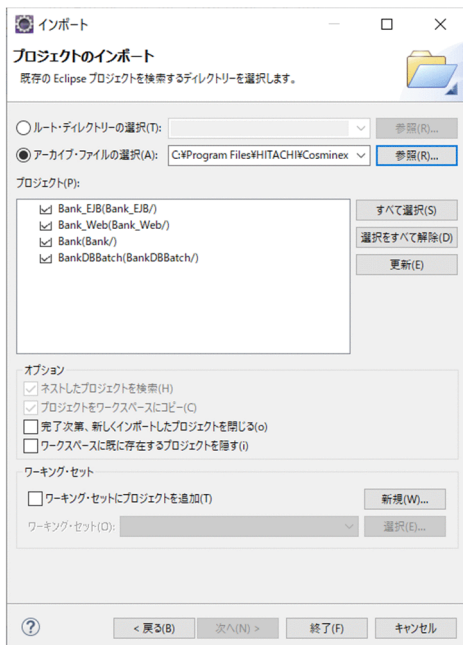 インポート
プロジェクトのインポート
既存の Eclipse プロジェクトを検索するディレクトリーを選択します。
ルート・ディレクトリーの選択(T): 参照(R)...
アーカイブ・ファイルの選択(A): C:¥Program Files¥HITACHI¥Cosminex 参照(R)...
プロジェクト(P):
Bank_EJB(Bank_EJB/) すべて選択(S)
Bank_Web(Bank_Web/)
Bank(Bank/) 選択をすべて解除(D)
BankDBBatch(BankDBBatch/) 更新(E)
オプション
ネストしたプロジェクトを検索(H)
プロジェクトをワークスペースにコピー(C)
完了次第、新しくインポートしたプロジェクトを閉じる(o)
ワークスペースに既に存在するプロジェクトを隠す(i)
ワーキング・セット
ワーキング・セットにプロジェクトを追加(T) 新規(W)...
ワーキング・セット(O): 選択(E)...
? < 戻る(B) 次へ(N) > 終了(F) キャンセル